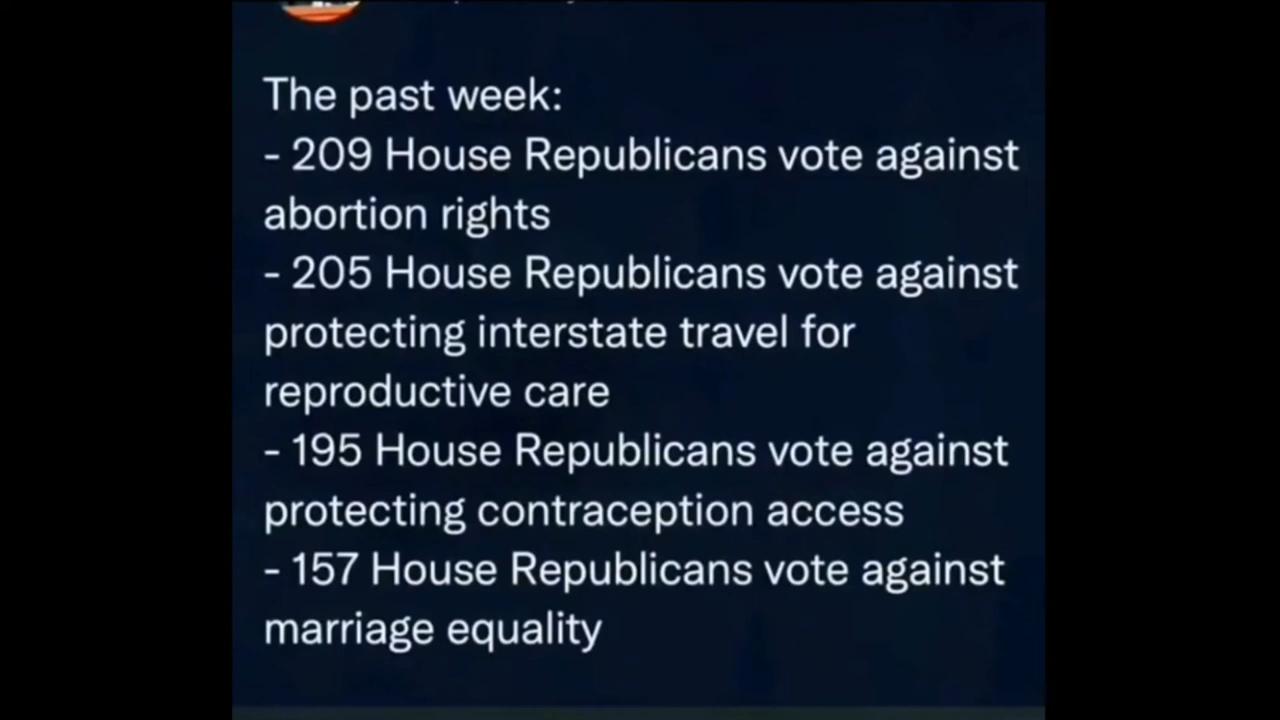 The past week:
- 209 House Republicans vote against
abortion rights
- 205 House Republicans vote against
protecting interstate travel for
reproductive care
- 195 House Republicans vote against
protecting contraception access
- 157 House Republicans vote against
marriage equality